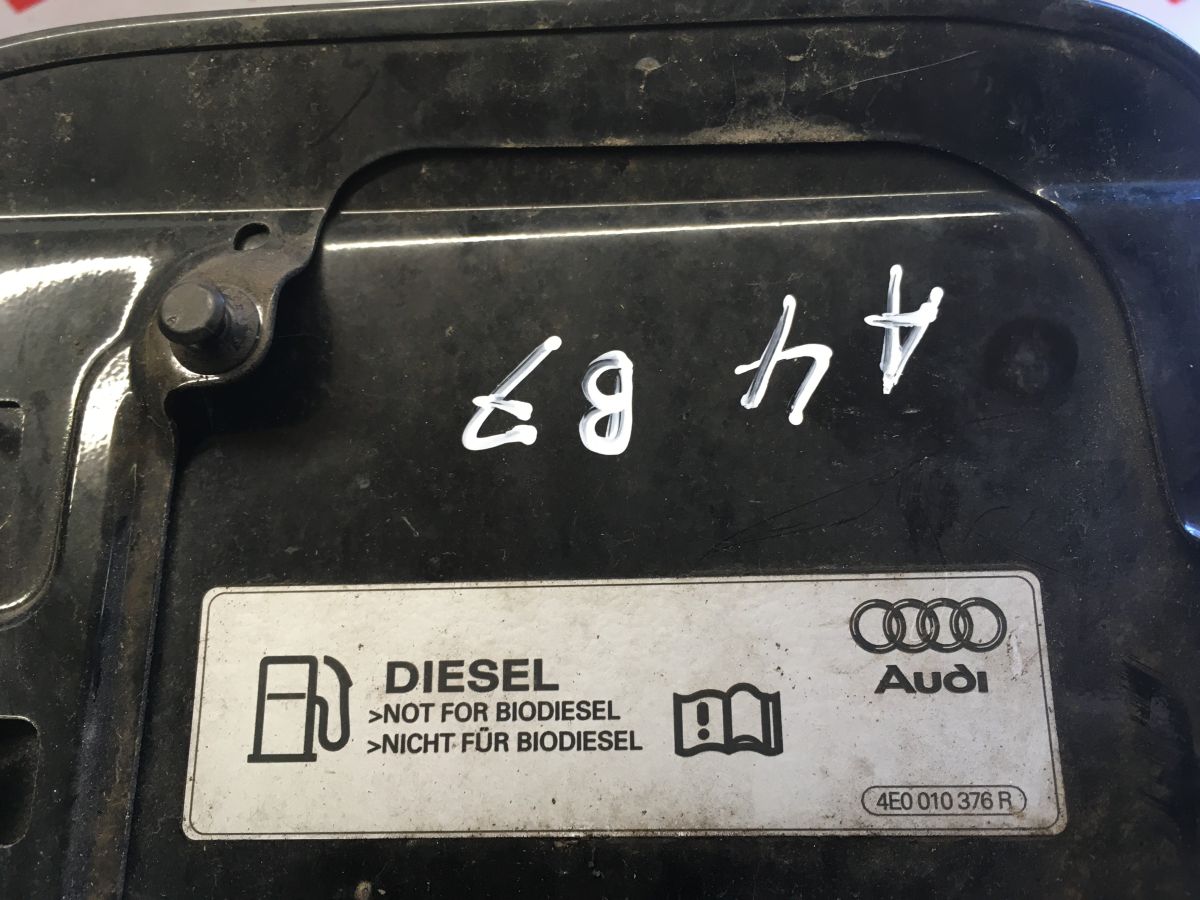 A4 B7
DIESEL
>NOT FOR BIODIESEL
>NICHT FÜR BIODIESEL
Audi
4E0 010 376 R